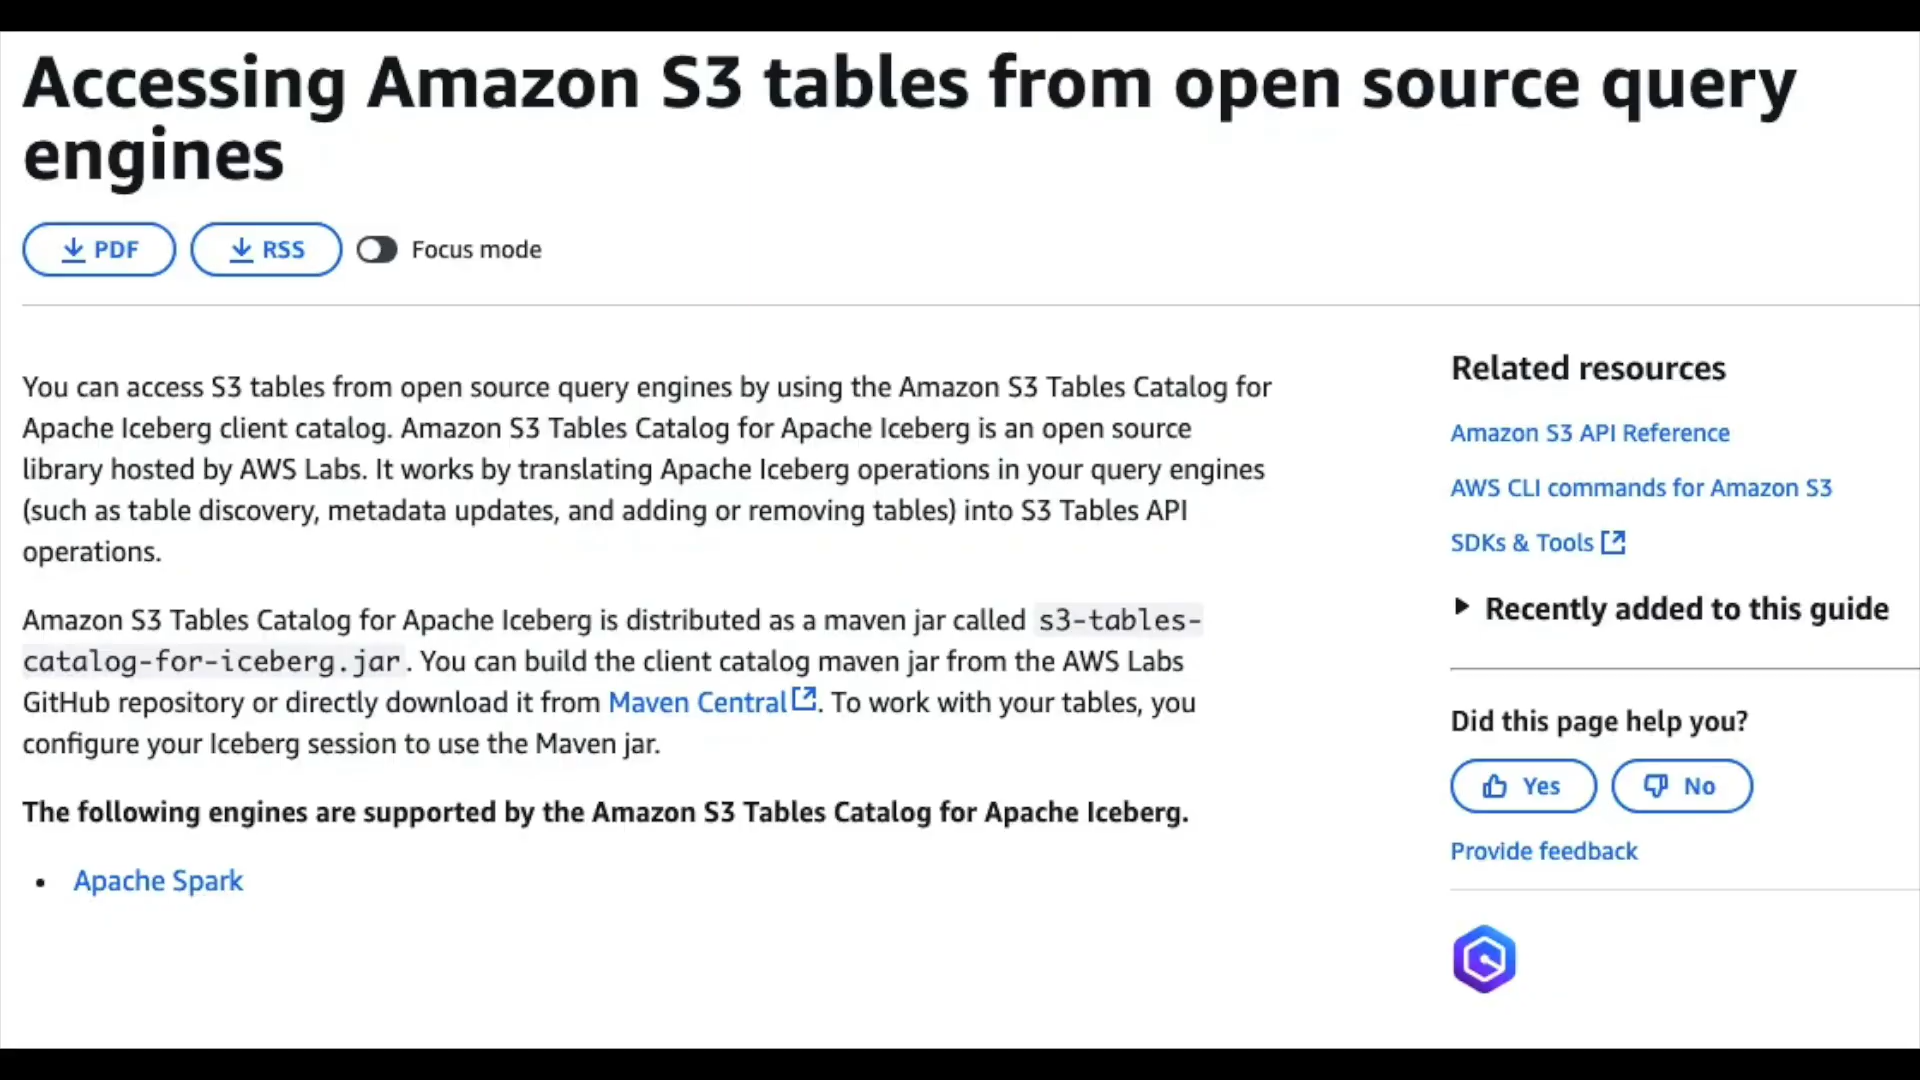 Accessing Amazon S3 tables from open source query
engines
PDF
RSS
Focus mode
You can access S3 tables from open source query engines by using the Amazon S3 Tables Catalog for
Apache Iceberg client catalog. Amazon S3 Tables Catalog for Apache Iceberg is an open source
library hosted by AWS Labs. It works by translating Apache Iceberg operations in your query engines
(such as table discovery, metadata updates, and adding or removing tables) into S3 Tables API
operations.
Amazon S3 Tables Catalog for Apache Iceberg is distributed as a maven jar called s3-tables-
catalog-for-iceberg.jar. You can build the client catalog maven jar from the AWS Labs
GitHub repository or directly download it from Maven Central. To work with your tables, you
configure your Iceberg session to use the Maven jar.
The following engines are supported by the Amazon S3 Tables Catalog for Apache Iceberg.
• Apache Spark
Related resources
Amazon S3 API Reference
AWS CLI commands for Amazon S3
SDKs & Tools
Recently added to this guide
Did this page help you?
Yes
No
Provide feedback